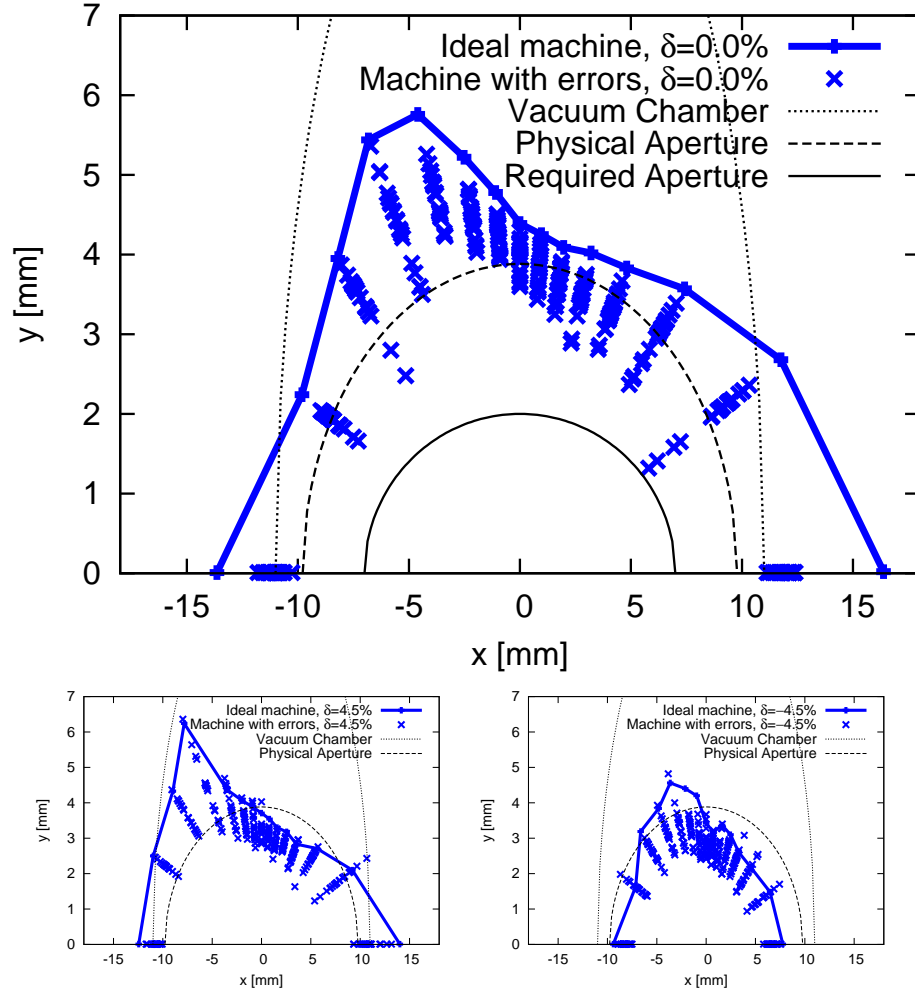 7
6
5
4
3
2
1
0
y [mm]
Ideal machine, δ=0.0%
Machine with errors, δ=0.0%
Vacuum Chamber
Physical Aperture
Required Aperture
-15 -10 -5 0 5 10 15
x [mm]
7
6
5
4
3
2
1
0
y [mm]
Ideal machine, δ=4.5%
Machine with errors, δ=4.5%
Vacuum Chamber
Physical Aperture
-15 -10 -5 0 5 10 15
x [mm]
7
6
5
4
3
2
1
0
y [mm]
Ideal machine, δ=−4.5%
Machine with errors, δ=−4.5%
Vacuum Chamber
Physical Aperture
-15 -10 -5 0 5 10 15
x [mm]